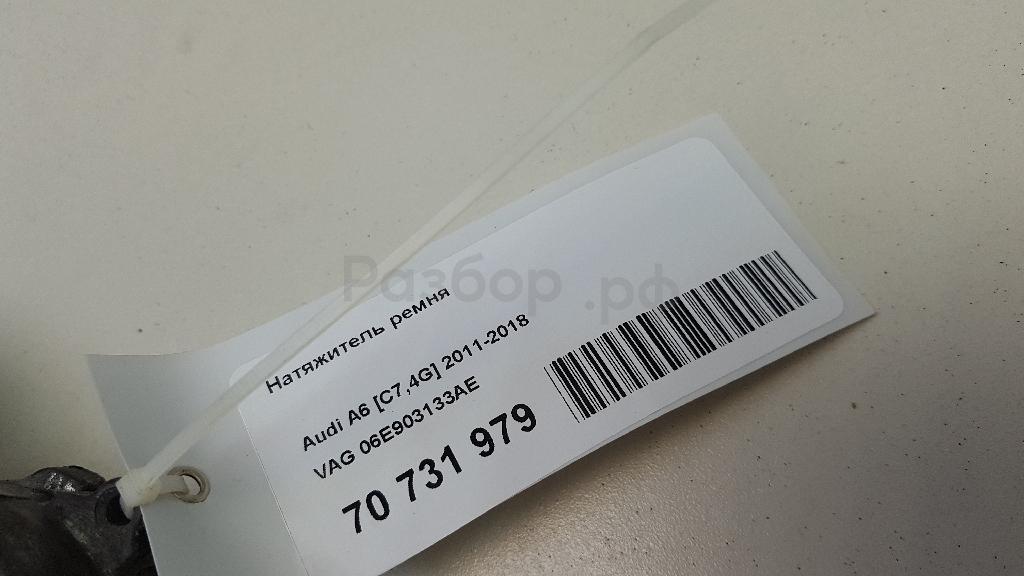 Разбор.рф
Натяжитель ремня
Audi A6 [C7,4G] 2011-2018
VAG 06E903133AE
70 731 979